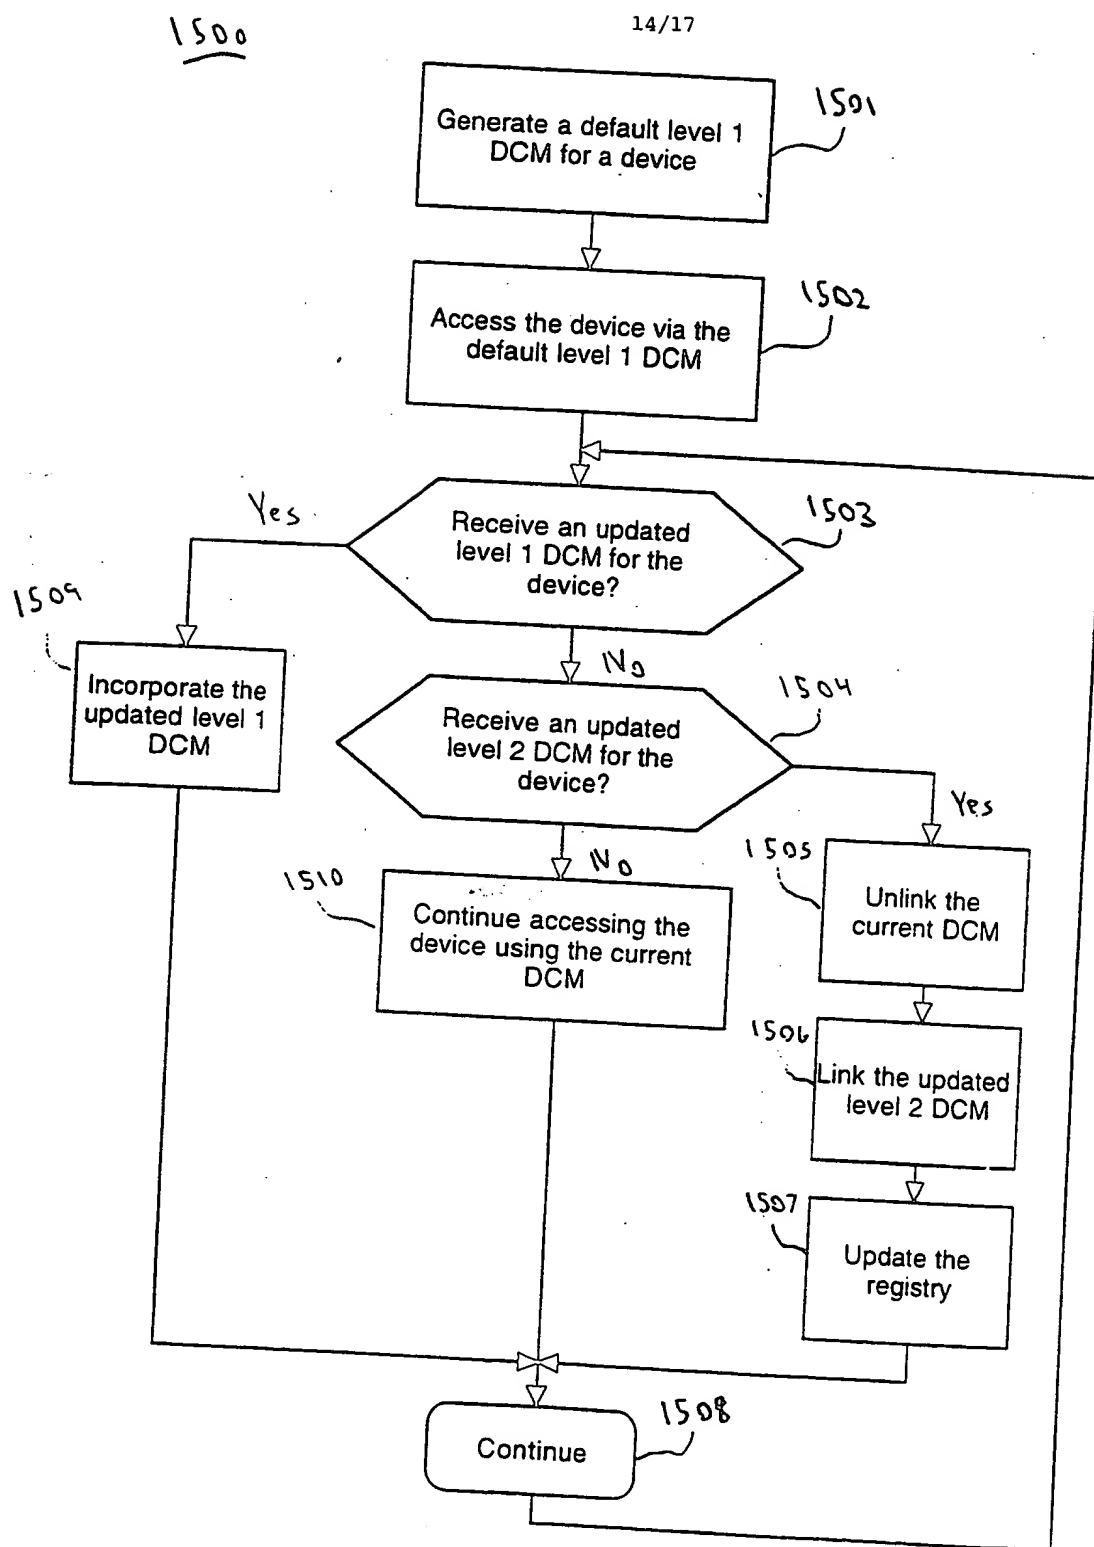 1500
14/17
Generate a default level 1
DCM for a device
1501
Access the device via the
default level 1 DCM
1502
Yes
Receive an updated
level 1 DCM for the
device?
1503
1509
Incorporate the
updated level 1
DCM
No
Receive an updated
level 2 DCM for the
device?
1504
Yes
No
1510
Continue accessing the
device using the current
DCM
1505
Unlink the
current DCM
1506
Link the updated
level 2 DCM
1507
Update the
registry
Continue
1508